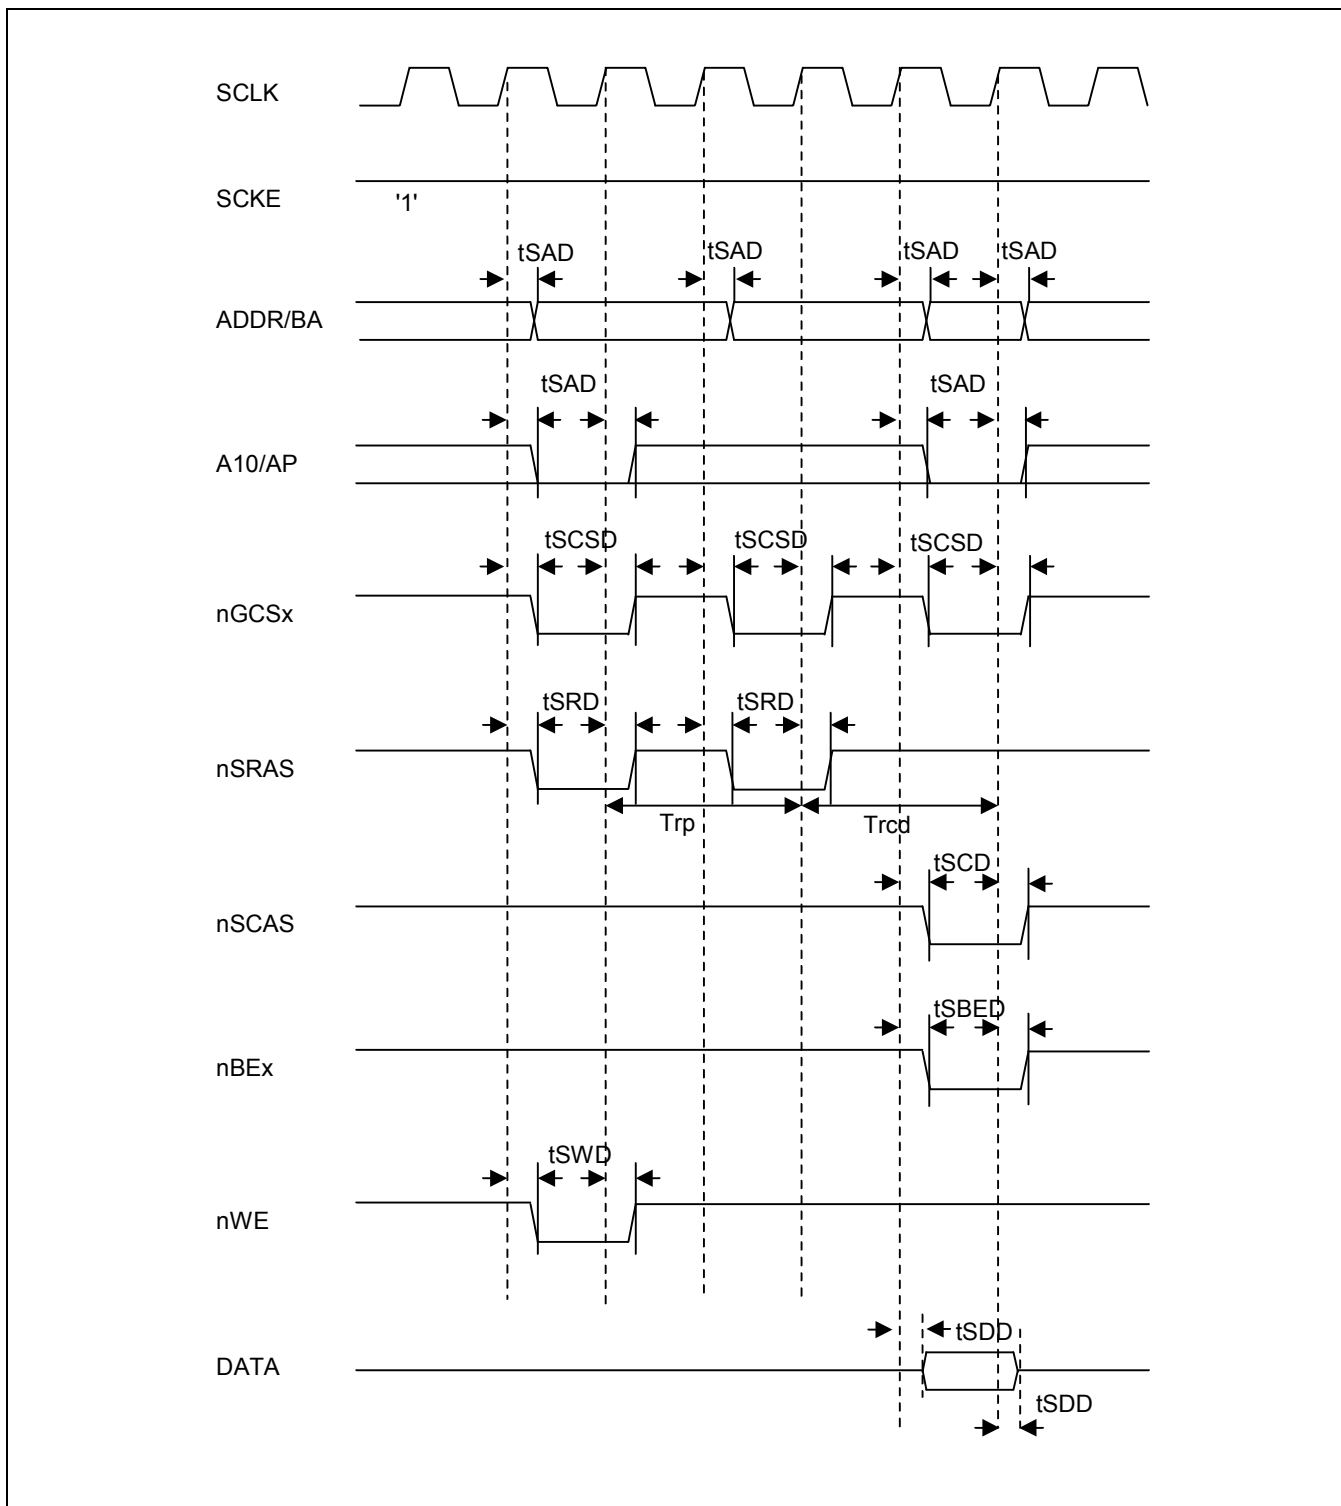 SCLK
SCKE
'1'
tSAD
tSAD
tSAD
tSAD
ADDR/BA
tSAD
tSAD
A10/AP
tSCSD
tSCSD
tSCSD
nGCSx
tSRD
tSRD
nSRAS
Trp
Trcd
tSCD
nSCAS
tSBED
nBEx
tSWD
nWE
tSDD
DATA
tSDD